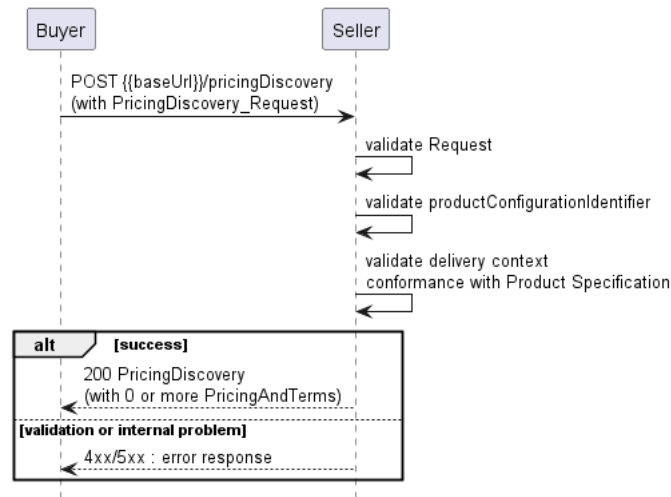 Buyer
Seller
POST {{baseUrl}}/pricingDiscovery
(with PricingDiscovery_Request)
validate Request
validate productConfigurationIdentifier
validate delivery context
conformance with Product Specification
alt
[success]
200 PricingDiscovery
(with 0 or more PricingAndTerms)
[validation or internal problem]
4xx/5xx : error response